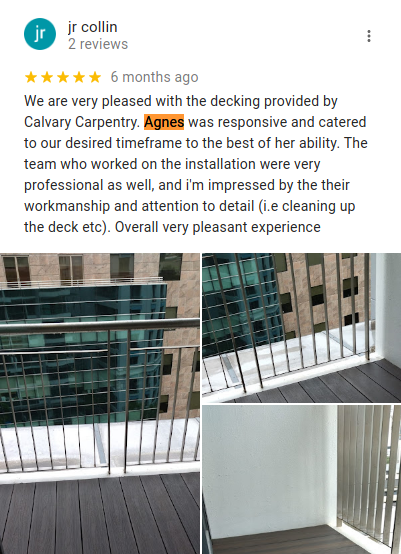 jr
jr collin
2 reviews
6 months ago
We are very pleased with the decking provided by
Calvary Carpentry. Agnes was responsive and catered
to our desired timeframe to the best of her ability. The
team who worked on the installation were very
professional as well, and i'm impressed by the their
workmanship and attention to detail (i.e cleaning up
the deck etc). Overall very pleasant experience